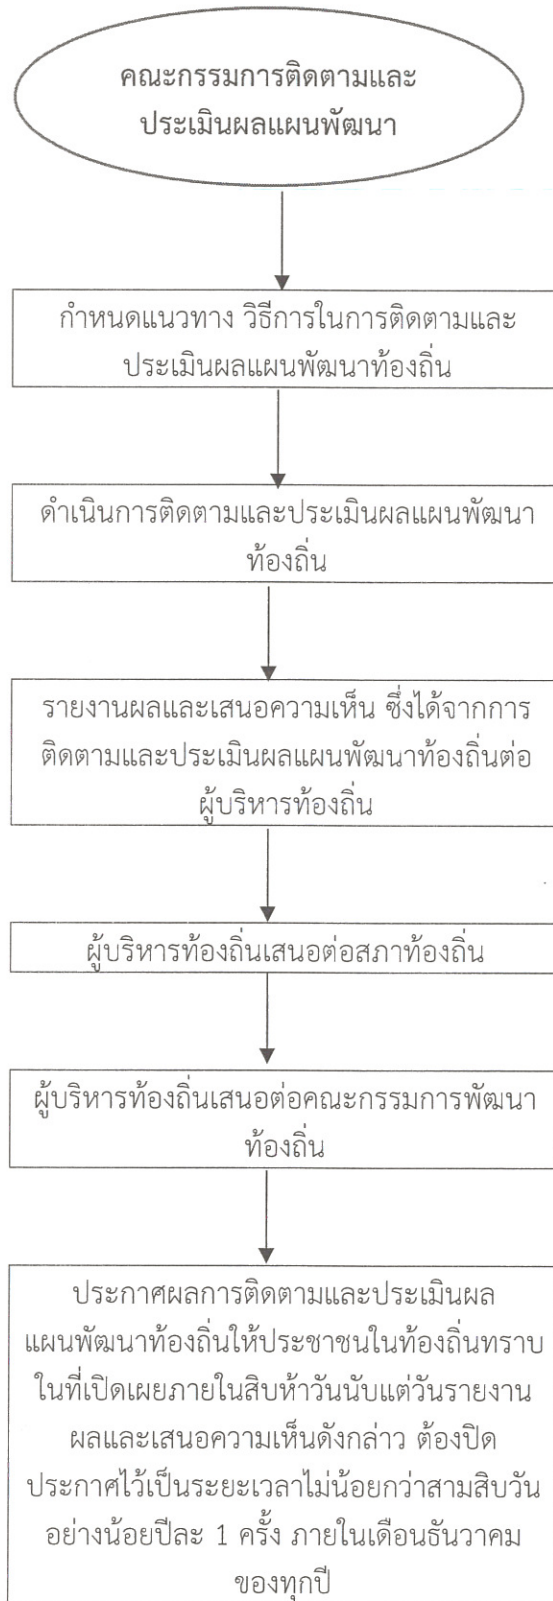 คณะกรรมการติดตามและ
ประเมินผลแผนพัฒนา
กำหนดแนวทาง วิธีการในการติดตามและ
ประเมินผลแผนพัฒนาท้องถิ่น
ดำเนินการติดตามและประเมินผลแผนพัฒนา
ท้องถิ่น
รายงานผลและเสนอความเห็น ซึ่งได้จากการ
ติดตามและประเมินผลแผนพัฒนาท้องถิ่นต่อ
ผู้บริหารท้องถิ่น
ผู้บริหารท้องถิ่นเสนอต่อสภาท้องถิ่น
ผู้บริหารท้องถิ่นเสนอต่อคณะกรรมการพัฒนา
ท้องถิ่น
ประกาศผลการติดตามและประเมินผล
แผนพัฒนาท้องถิ่นให้ประชาชนในท้องถิ่นทราบ
ในที่เปิดเผยภายในสิบห้าวันนับแต่วันรายงาน
ผลและเสนอความเห็นดังกล่าว ต้องปิด
ประกาศไว้เป็นระยะเวลาไม่น้อยกว่าสามสิบวัน
อย่างน้อยปีละ 1 ครั้ง ภายในเดือนธันวาคม
ของทุกปี